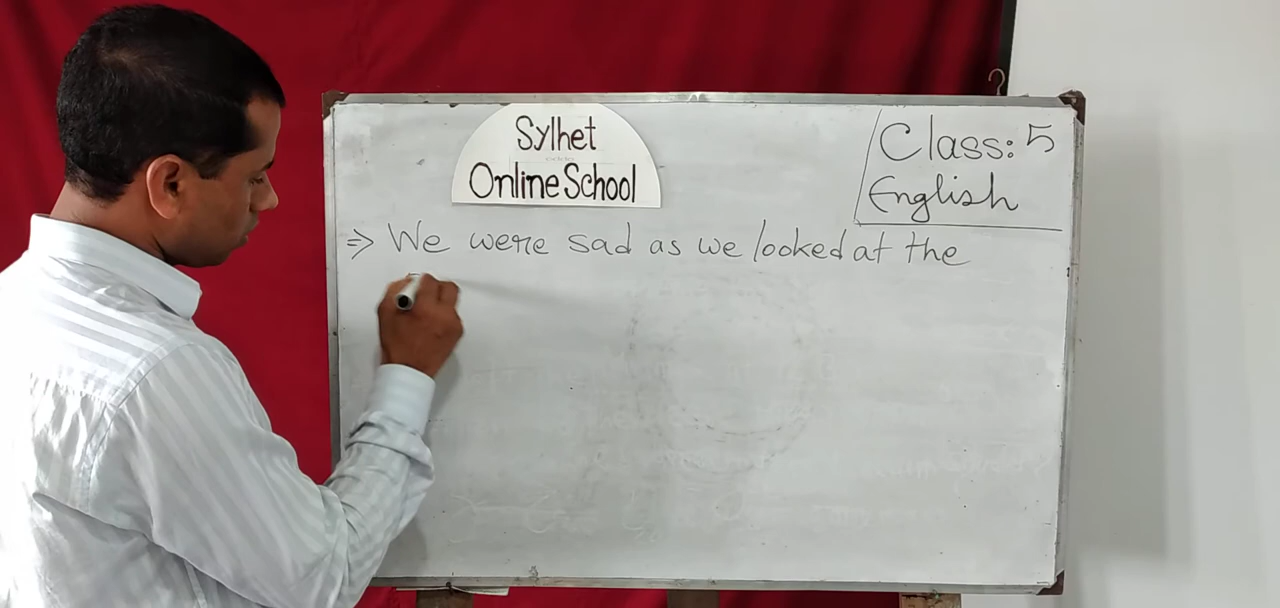 Sylhet
Online School
Class: 5
English
⇒ We were sad as we looked at the